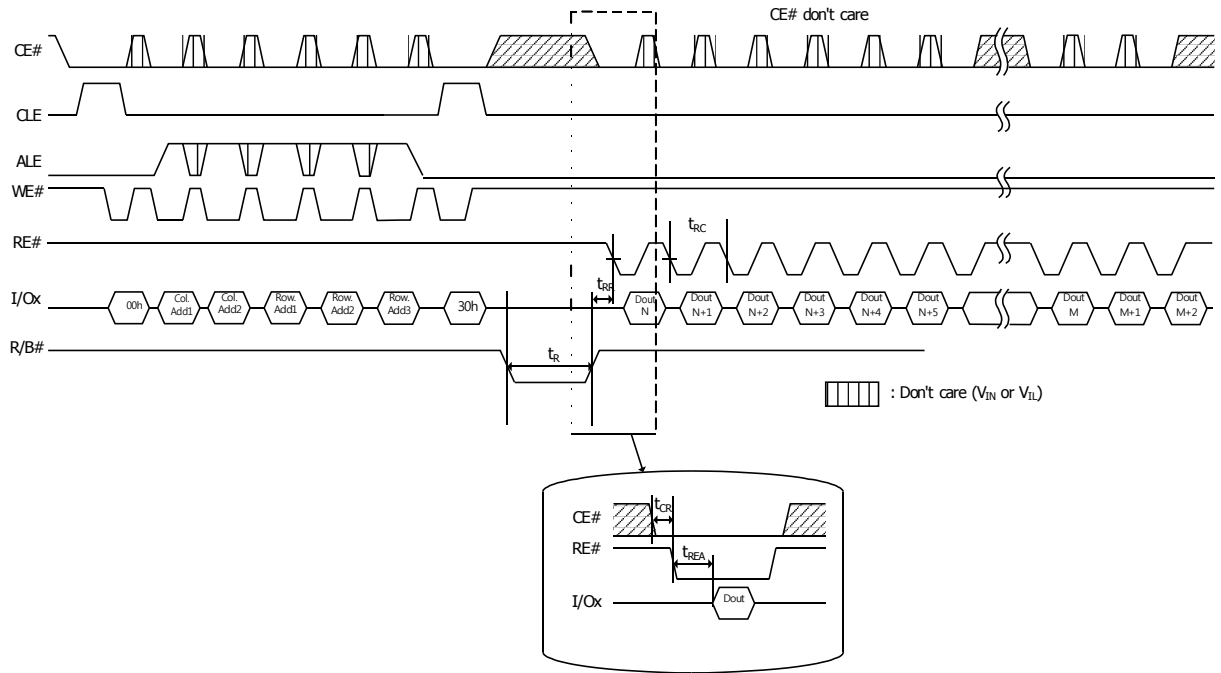 CE# don't care
CE#
CLE
ALE
WE#
RE#
tRC
tRR
I/Ox
00h
Col. Add1
Col. Add2
Row. Add1
Row. Add2
Row. Add3
30h
Dout N
Dout N+1
Dout N+2
Dout N+3
Dout N+4
Dout N+5
Dout M
Dout M+1
Dout M+2
R/B#
tR
: Don't care (VIN or VIL)
CE#
tCR
RE#
tREA
I/Ox
Dout